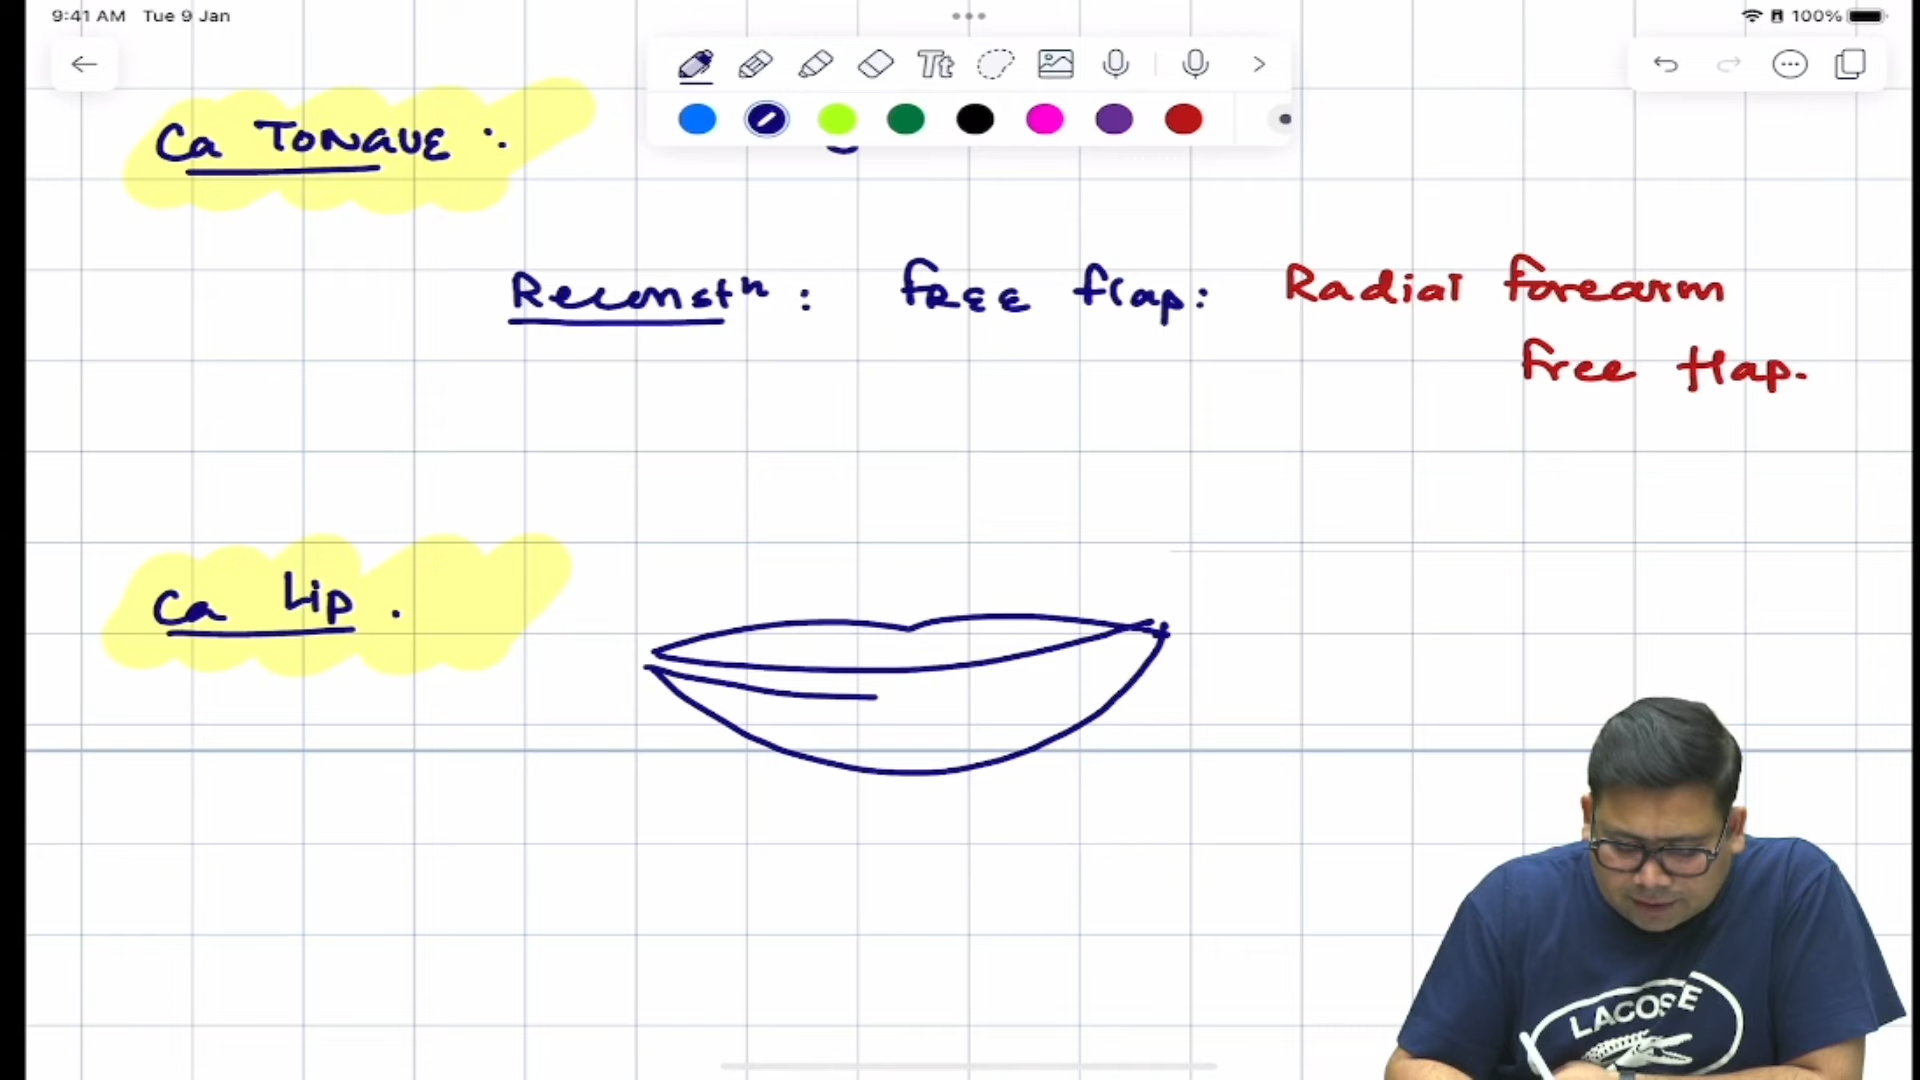 9:41 AM Tue 9 Jan
100%
Tt
Ca TONGUE :
Reconstn : FREE flap: Radial forearm
free flap.
Ca Lip .
LACOSTE